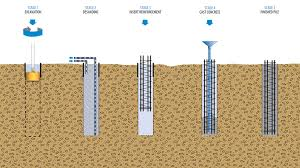 STAGE 1
EXCAVATION
STAGE 2
DESANDING
STAGE 3
INSERT REINFORCEMENT
STAGE 4
CAST CONCRETE
STAGE 5
FINISHED PILE